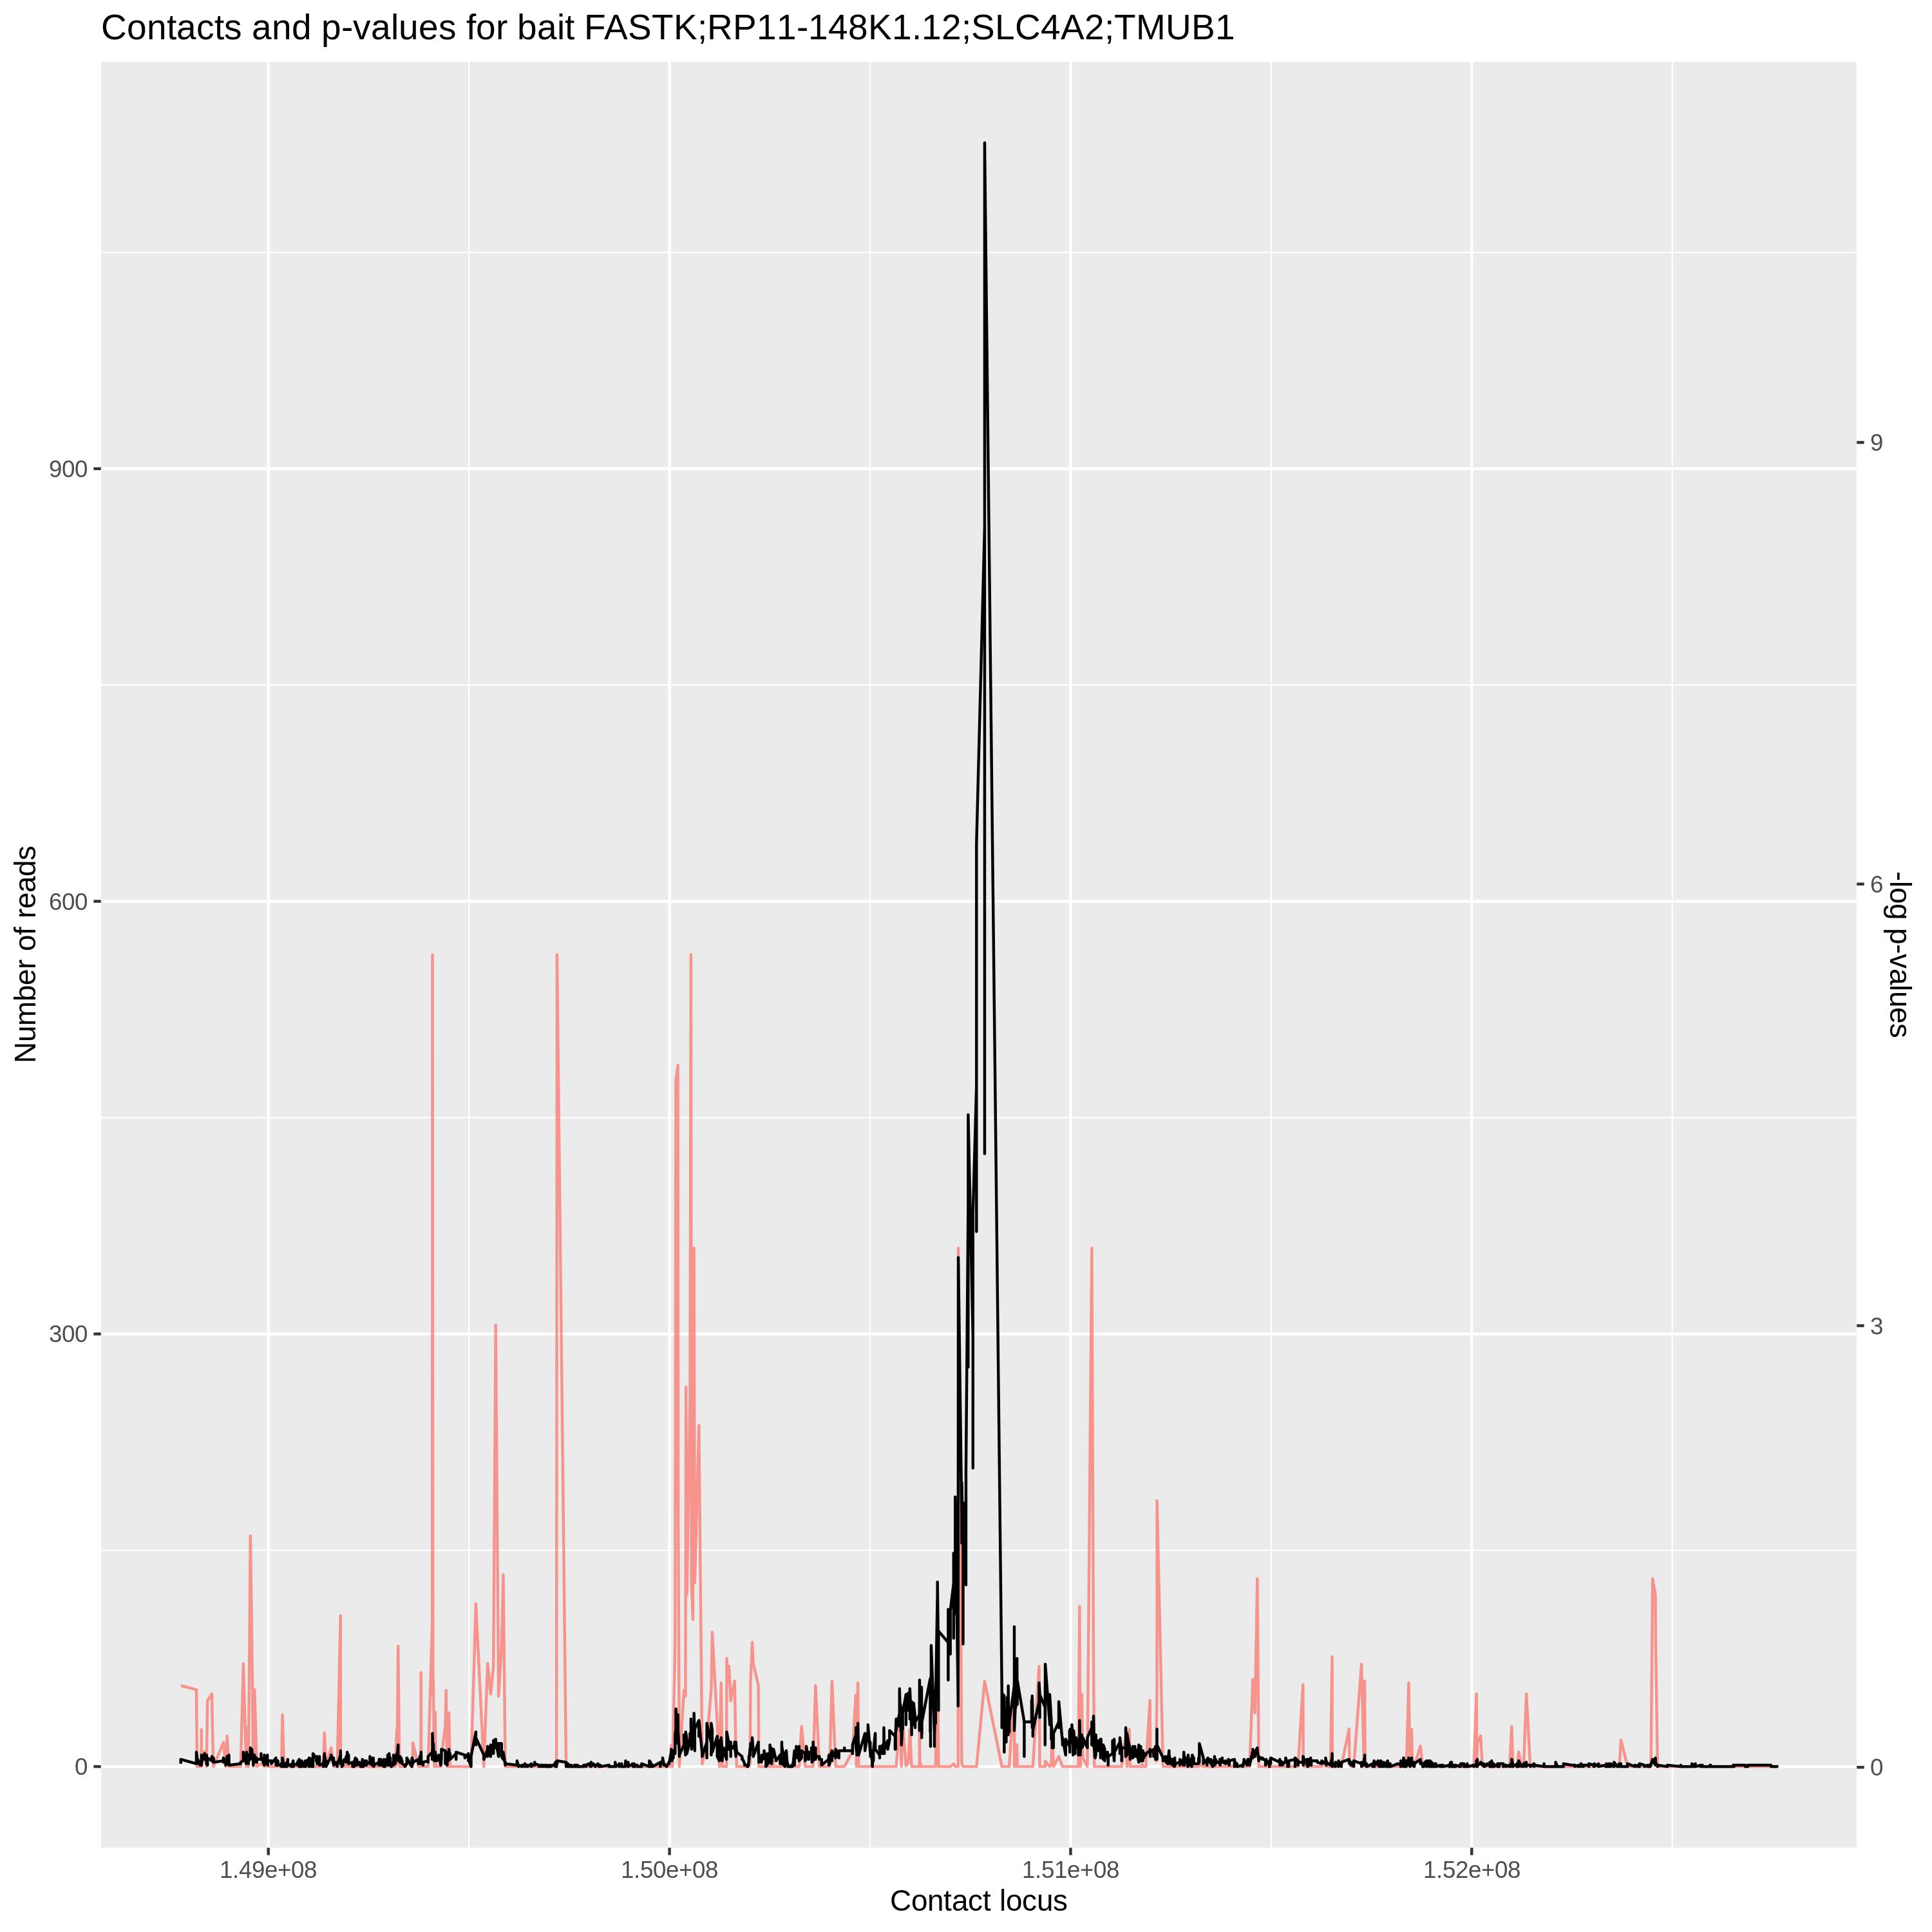 Contacts and p-values for bait FASTK;RP11-148K1.12;SLC4A2;TMUB1
Number of reads
900
600
300
0
9
6
3
0
-log p-values
1.49e+08
1.50e+08
1.51e+08
1.52e+08
Contact locus